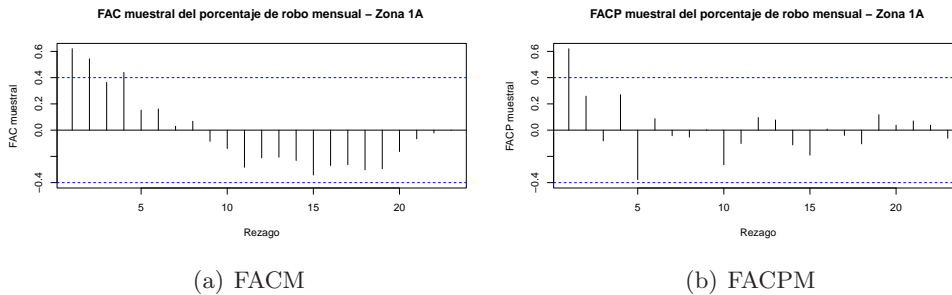 FAC muestral del porcentaje de robo mensual − Zona 1A
FAC muestral
0.6
0.4
0.2
0.0
−0.4
5
10
15
20
Rezago
(a) FACM
FACP muestral del porcentaje de robo mensual − Zona 1A
FACP muestral
0.6
0.4
0.2
0.0
−0.4
5
10
15
20
Rezago
(b) FACPM